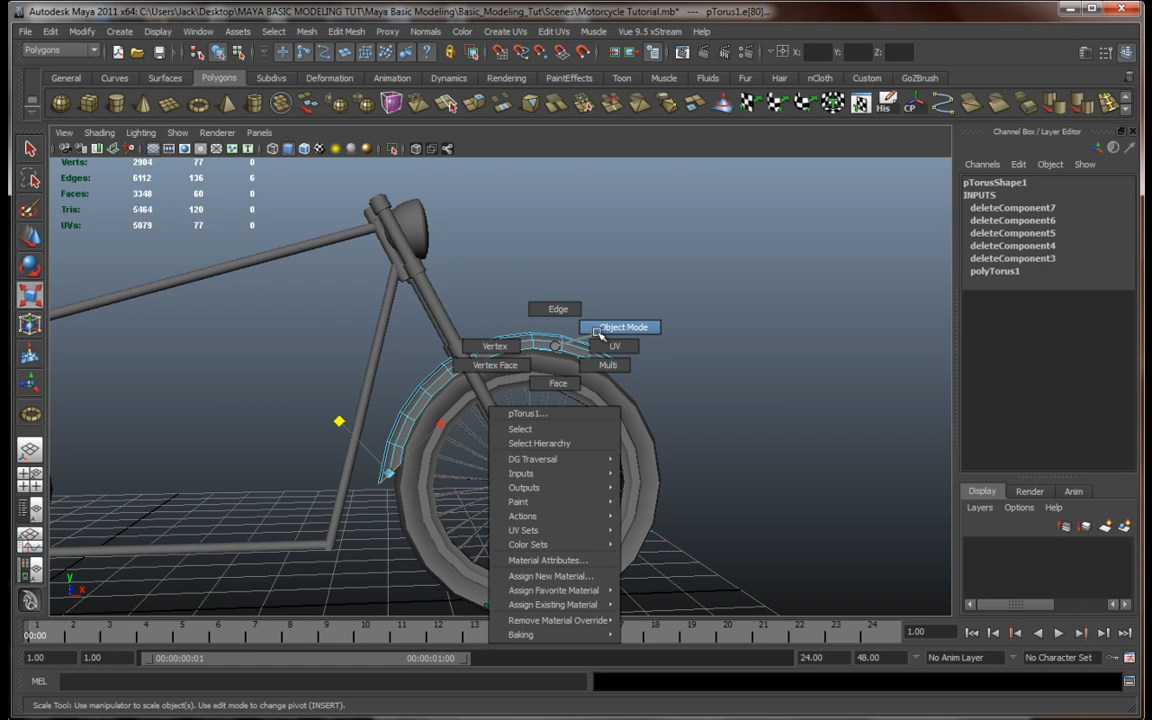 Autodesk Maya 2011 x64: C:\Users\Jack\Desktop\MAYA BASIC MODELING TUT\Maya Basic Modeling\Basic_Modeling_Tut\Scenes\Motorcycle Tutorial.mb* --- pTorus1.e[80]...
File Edit Modify Create Display Window Assets Select Mesh Edit Mesh Proxy Normals Color Create UVs Edit UVs Muscle Vue 9.5 xStream Help
Polygons X: Y: Z:
General Curves Surfaces Polygons Subdivs Deformation Animation Dynamics Rendering PaintEffects Toon Muscle Fluids Fur Hair nCloth Custom GoZBrush
His CP
View Shading Lighting Show Renderer Panels
Channel Box / Layer Editor
Channels Edit Object Show
Verts: 2904 77 0
Edges: 6112 136 6
Faces: 3348 60 0
Tris: 5464 120 0
UVs: 5079 77 0
pTorusShape1
INPUTS
deleteComponent7
deleteComponent6
deleteComponent5
deleteComponent4
deleteComponent3
polyTorus1
Edge
Object Mode
Vertex UV
Vertex Face Multi
Face
pTorus1...
Select
Select Hierarchy
DG Traversal
Inputs
Outputs
Paint
Actions
UV Sets
Color Sets
Material Attributes...
Assign New Material...
Assign Favorite Material
Assign Existing Material
Remove Material Override
Baking
Display Render Anim
Layers Options Help
y
x
1 2 3 4 5 6 7 8 9 10 11 12 13 15 16 17 18 19 20 21 22 23 24
00:00
1.00
1.00 1.00 00:00:00:01 00:00:01:00 24.00 48.00 No Anim Layer No Character Set
MEL
Scale Tool: Use manipulator to scale object(s). Use edit mode to change pivot (INSERT).